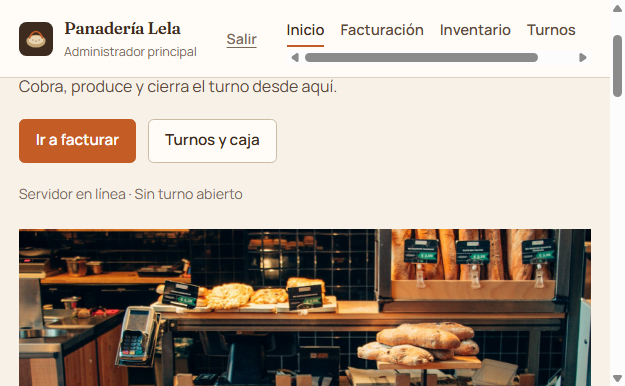 Panadería Lela
Administrador principal
Salir
Inicio
Facturación
Inventario
Turnos
Cobra, produce y cierra el turno desde aquí.
Ir a facturar
Turnos y caja
Servidor en línea · Sin turno abierto